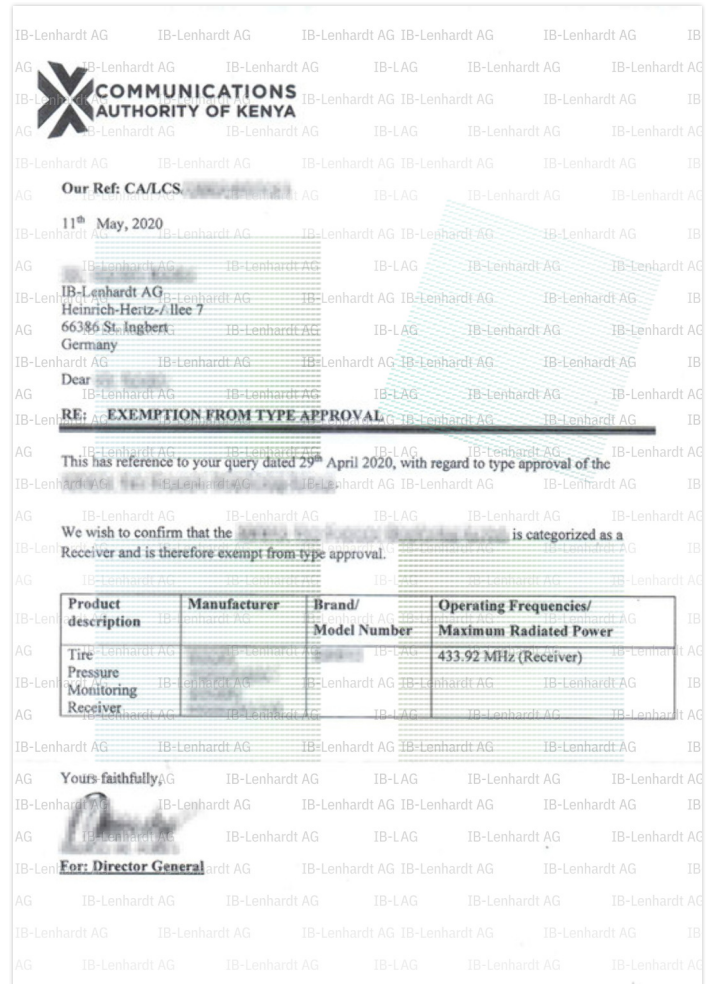 COMMUNICATIONS
AUTHORITY OF KENYA
Our Ref: CA/LCS
11th May, 2020
IB-Lenhardt AG
Heinrich-Hertz-Allee 7
66386 St. Ingbert
Germany
Dear
RE: EXEMPTION FROM TYPE APPROVAL
This has reference to your query dated 29th April 2020, with regard to type approval of the
We wish to confirm that the is categorized as a
Receiver and is therefore exempt from type approval.
Product description
Manufacturer
Brand/
Model Number
Operating Frequencies/
Maximum Radiated Power
Tire
Pressure
Monitoring
Receiver
433.92 MHz (Receiver)
Yours faithfully,
For: Director General
IB-Lenhardt AG